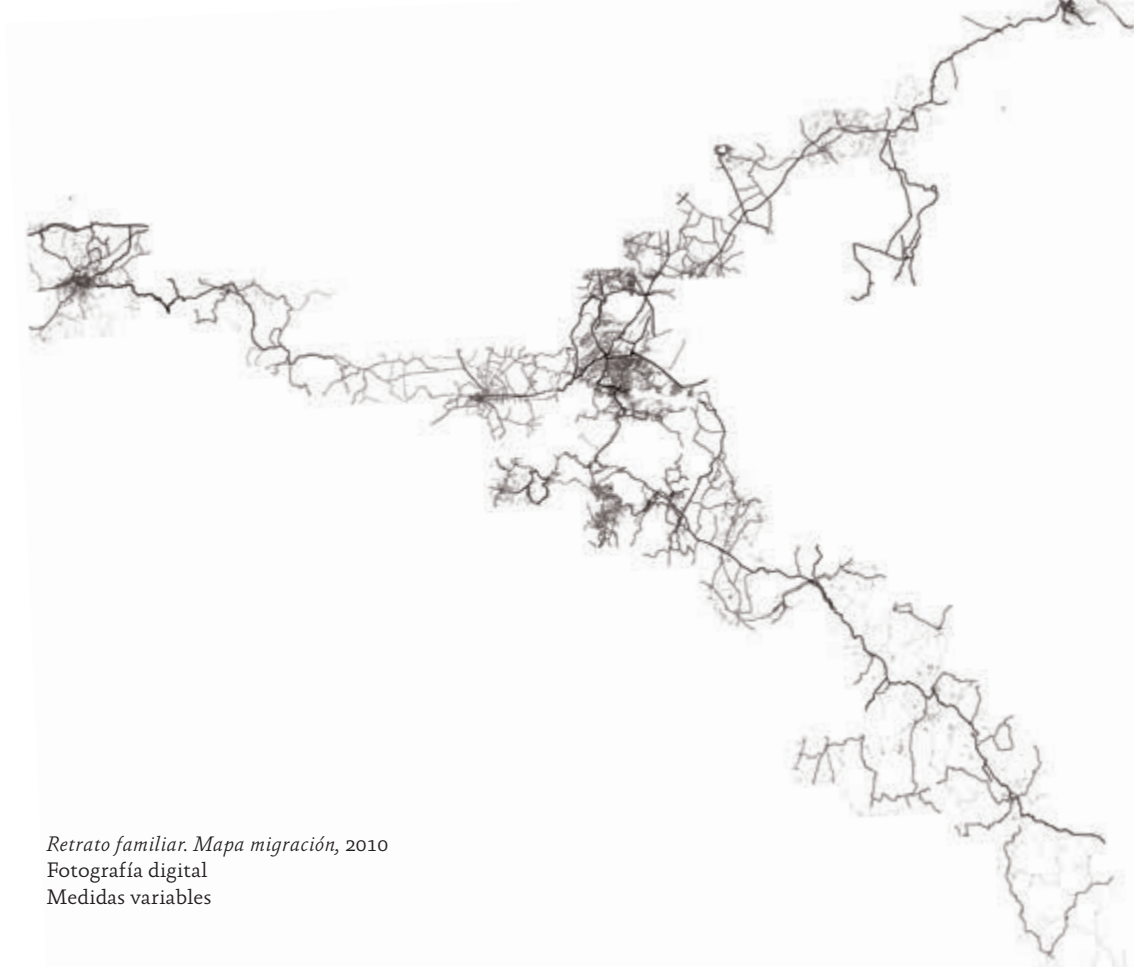 Retrato familiar. Mapa migración, 2010
Fotografía digital
Medidas variables